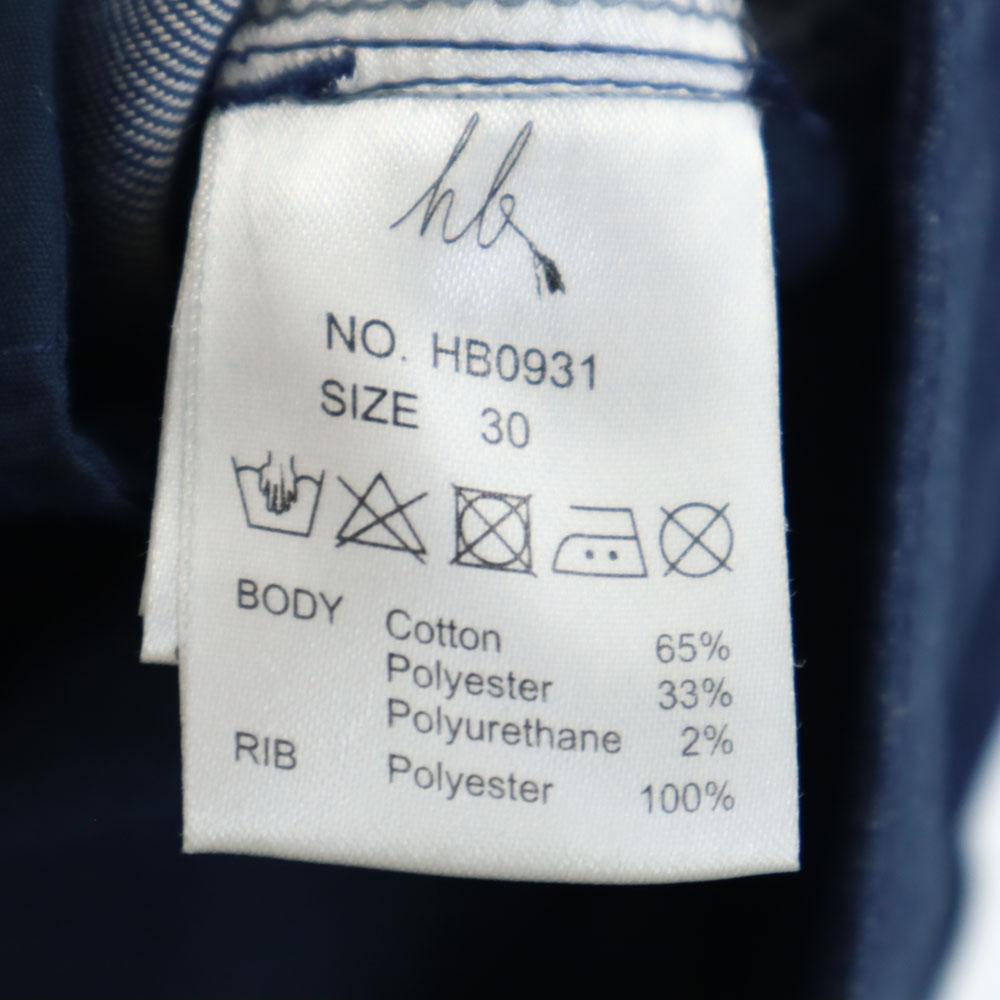 hb
NO. HB0931
SIZE 30
BODY Cotton 65%
Polyester 33%
Polyurethane 2%
RIB Polyester 100%